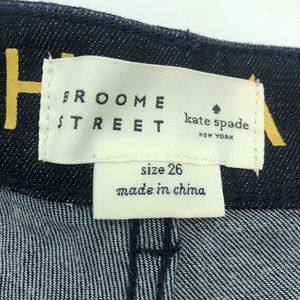 BROOME
STREET
kate spade
NEW YORK
size 26
made in china